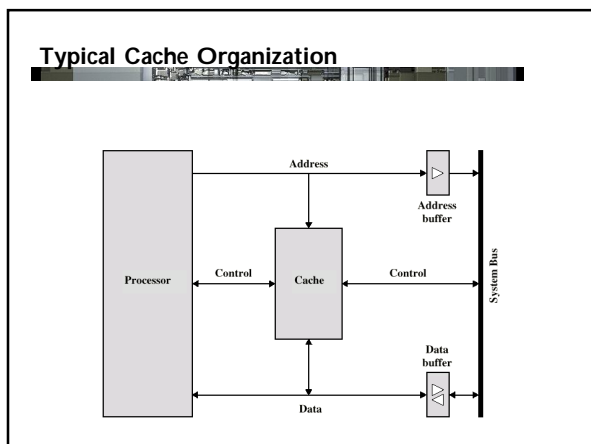 Typical Cache Organization
Address
Address
buffer
Processor
Control
Cache
Control
System Bus
Data
buffer
Data